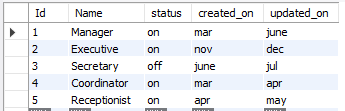 Id Name status created_on updated_on
1 Manager on mar june
2 Executive on nov dec
3 Secretary off june jul
4 Coordinator on mar apr
5 Receptionist on apr may